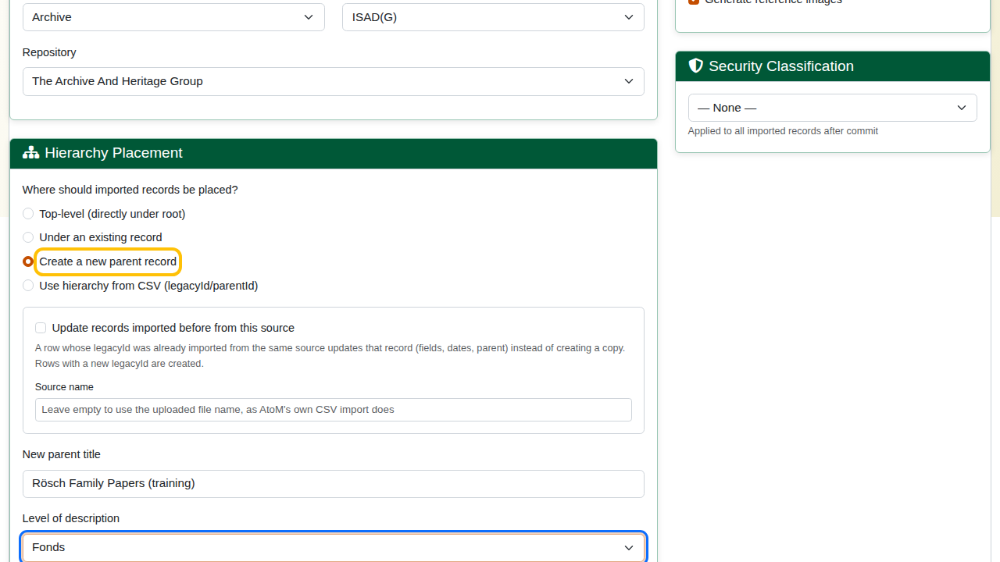 Archive
ISAD(G)
Generate reference images
Repository
The Archive And Heritage Group
Security Classification
— None —
Applied to all imported records after commit
Hierarchy Placement
Where should imported records be placed?
Top-level (directly under root)
Under an existing record
Create a new parent record
Use hierarchy from CSV (legacyId/parentId)
Update records imported before from this source
A row whose legacyId was already imported from the same source updates that record (fields, dates, parent) instead of creating a copy.
Rows with a new legacyId are created.
Source name
Leave empty to use the uploaded file name, as AtoM's own CSV import does
New parent title
Rösch Family Papers (training)
Level of description
Fonds